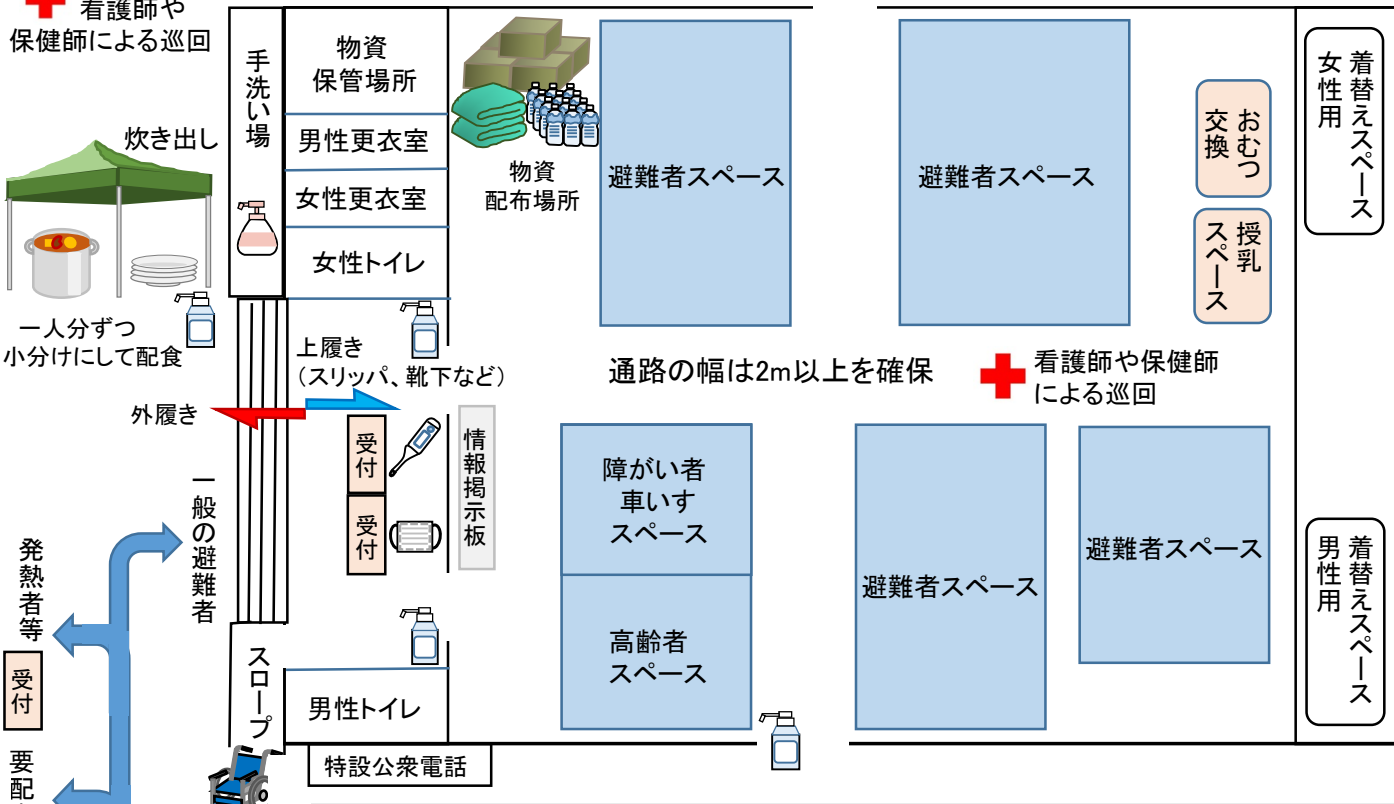 看護師や
保健師による巡回
炊き出し
一人分ずつ
小分けにして配食
手洗い場
物資
保管場所
男性更衣室
女性更衣室
女性トイレ
物資
配布場所
避難者スペース
避難者スペース
おむつ
交換
授乳
スペース
着替えスペース
女性用
上履き
（スリッパ、靴下など）
外履き
通路の幅は2m以上を確保
看護師や保健師
による巡回
受付
受付
情報掲示板
障がい者
車いす
スペース
高齢者
スペース
避難者スペース
避難者スペース
着替えスペース
男性用
一般の避難者
発熱者等
受付
要配
スロープ
男性トイレ
特設公衆電話